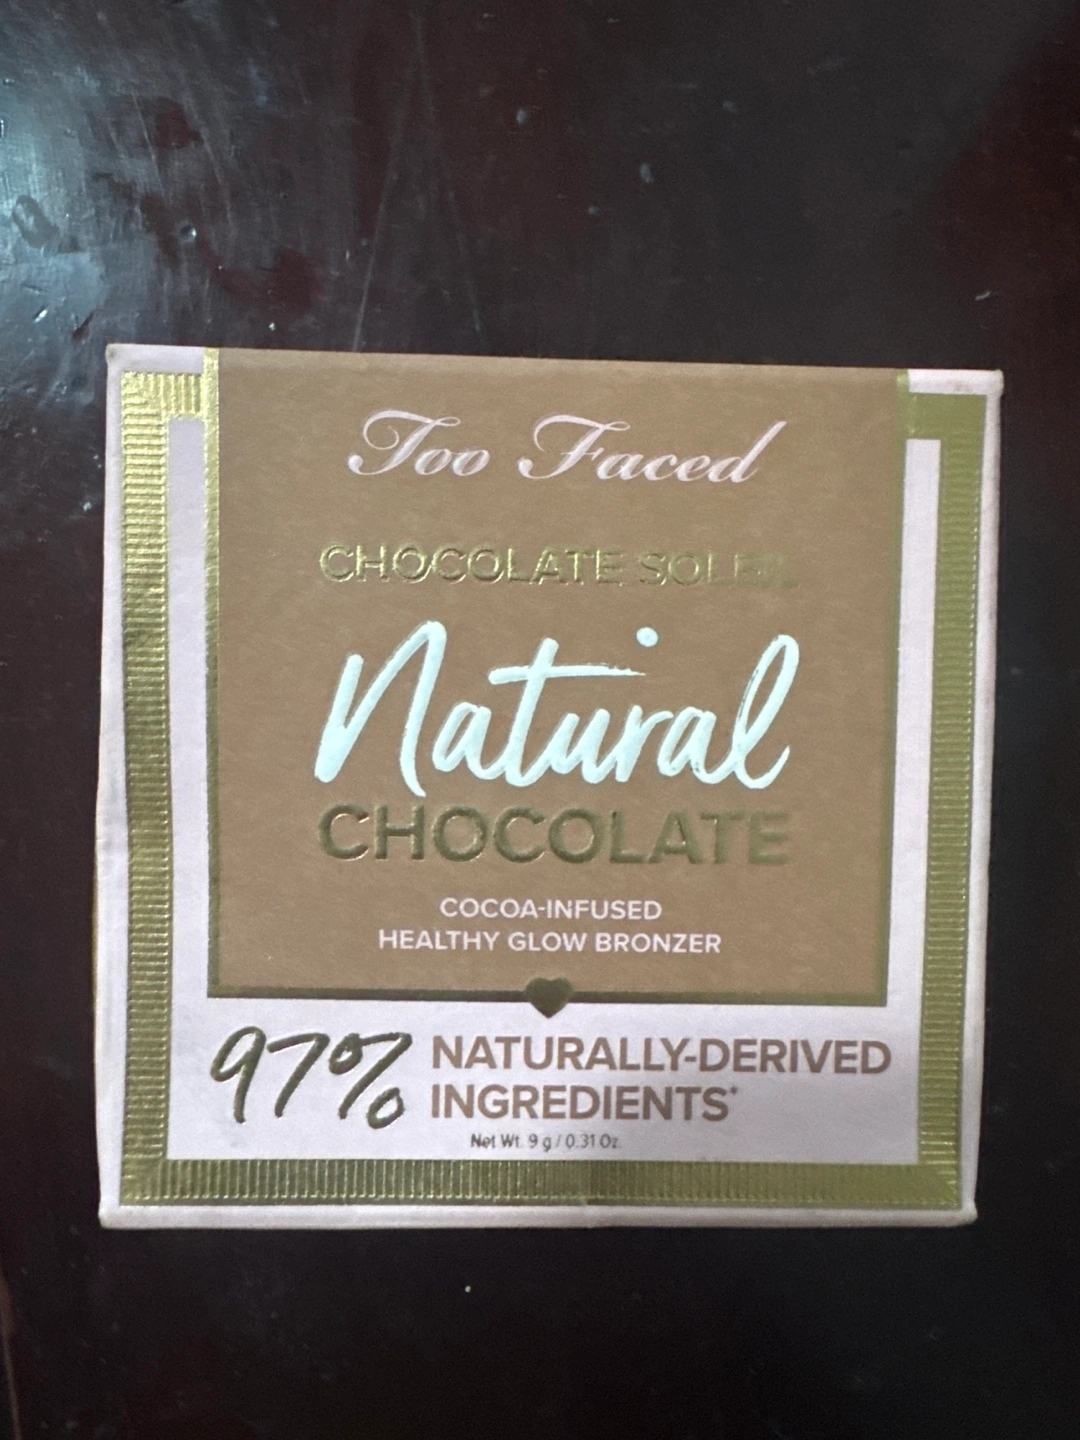 Too Faced
CHOCOLATE SOLEIL
Natural
CHOCOLATE
COCOA-INFUSED
HEALTHY GLOW BRONZER
97% NATURALLY-DERIVED
INGREDIENTS*
Net Wt. 9 g / 0.31 Oz.